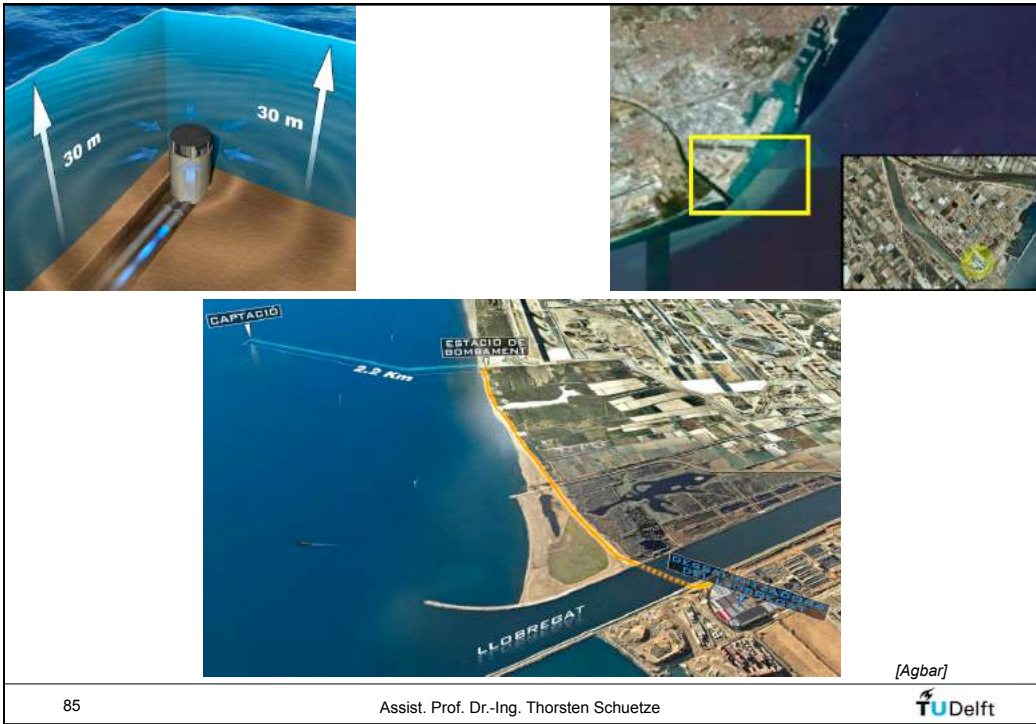 30 m
30 m
CAPTACIÓ
ESTACIÓ DE
BOMBAMENT
2.2 Km
LLOBREGAT
[Agbar]
85
Assist. Prof. Dr.-Ing. Thorsten Schuetze
TUDelft